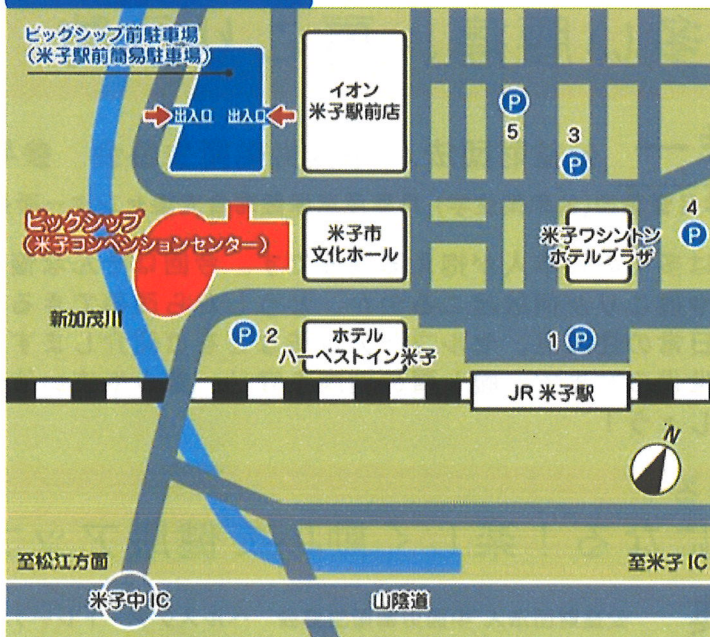 ビッグシップ前駐車場
(米子駅前簡易駐車場)
出入口 出入口
イオン
米子駅前店
P
5
3
P
4
P
ビッグシップ
(米子コンベンションセンター)
米子市
文化ホール
米子ワシントン
ホテルプラザ
新加茂川
P 2
ホテル
ハーベストイン米子
1 P
JR 米子駅
N
至松江方面
至米子 IC
米子中 IC
山陰道